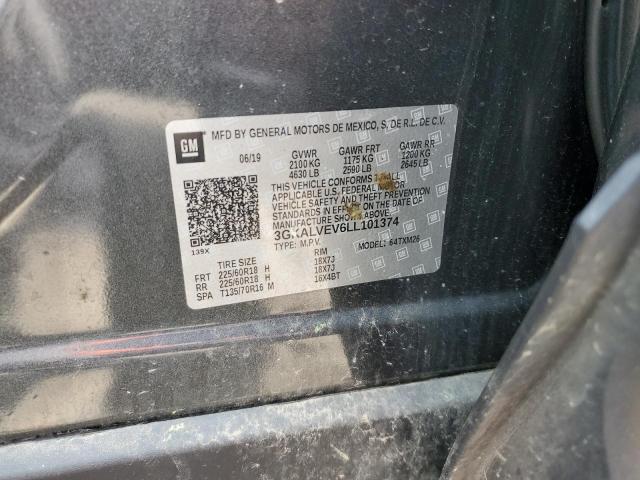 GM
MFD BY GENERAL MOTORS DE MEXICO, S. DE R.L. DE C.V.
06/19 GVWR GAWR FRT GAWR RR
2100 KG 1175 KG 1200 KG
4630 LB 2590 LB 2645 LB
THIS VEHICLE CONFORMS TO ALL
APPLICABLE U.S. FEDERAL MOTOR
VEHICLE SAFETY AND THEFT PREVENTION
STANDARDS IN EFFECT ON THE DATE OF
MANUFACTURE SHOWN ABOVE.
3GKALVEV6LL101374
139X
TYPE: M.P.V. MODEL: 64TXM26
TIRE SIZE RIM
FRT 225/60R18 H 18X7J
RR 225/60R18 H 18X7J
SPA T135/70R16 M 16X4BT